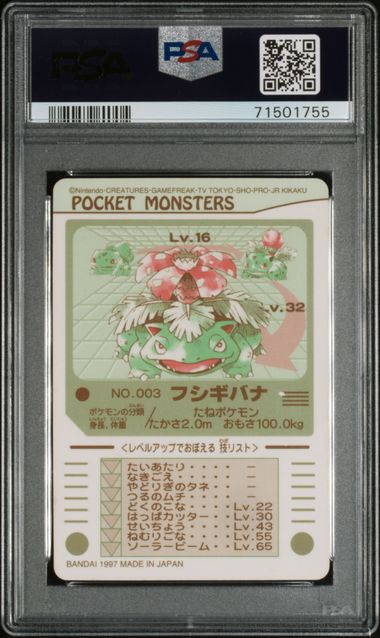 PSA
PSA
71501755
©Nintendo·CREATURES·GAMEFREAK·TV TOKYO·SHO·PRO·JR KIKAKU
POCKET MONSTERS
Lv.16
Lv.32
NO.003 フシギバナ
ポケモンの分類 たねポケモン
身長、体重 / たかさ2.0m おもさ100.0kg
<レベルアップでおぼえる 技リスト>
たいあたり・・・・ ー
なきごえ・・・・・ ー
やどりぎのタネ・・ ー
つるのムチ・・・・ ー
どくのこな・・・・Lv.22
はっぱカッター・・Lv.30
せいちょう・・・・Lv.43
ねむりごな・・・・Lv.55
ソーラービーム・・Lv.65
BANDAI 1997 MADE IN JAPAN
PSA